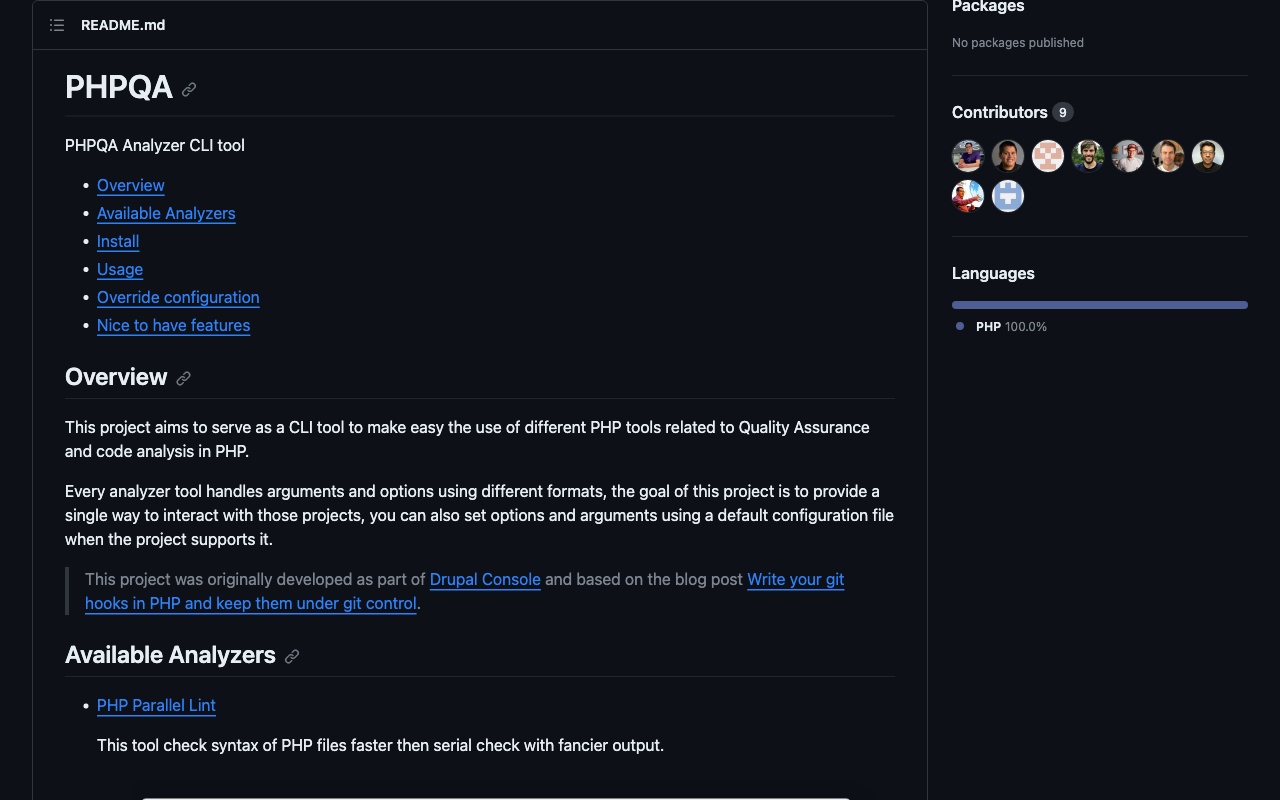 README.md
PHPQA
PHPQA Analyzer CLI tool
Overview
Available Analyzers
Install
Usage
Override configuration
Nice to have features
Overview
This project aims to serve as a CLI tool to make easy the use of different PHP tools related to Quality Assurance
and code analysis in PHP.
Every analyzer tool handles arguments and options using different formats, the goal of this project is to provide a
single way to interact with those projects, you can also set options and arguments using a default configuration file
when the project supports it.
This project was originally developed as part of Drupal Console and based on the blog post Write your git
hooks in PHP and keep them under git control.
Available Analyzers
PHP Parallel Lint
This tool check syntax of PHP files faster then serial check with fancier output.
Packages
No packages published
Contributors 9
Languages
PHP 100.0%